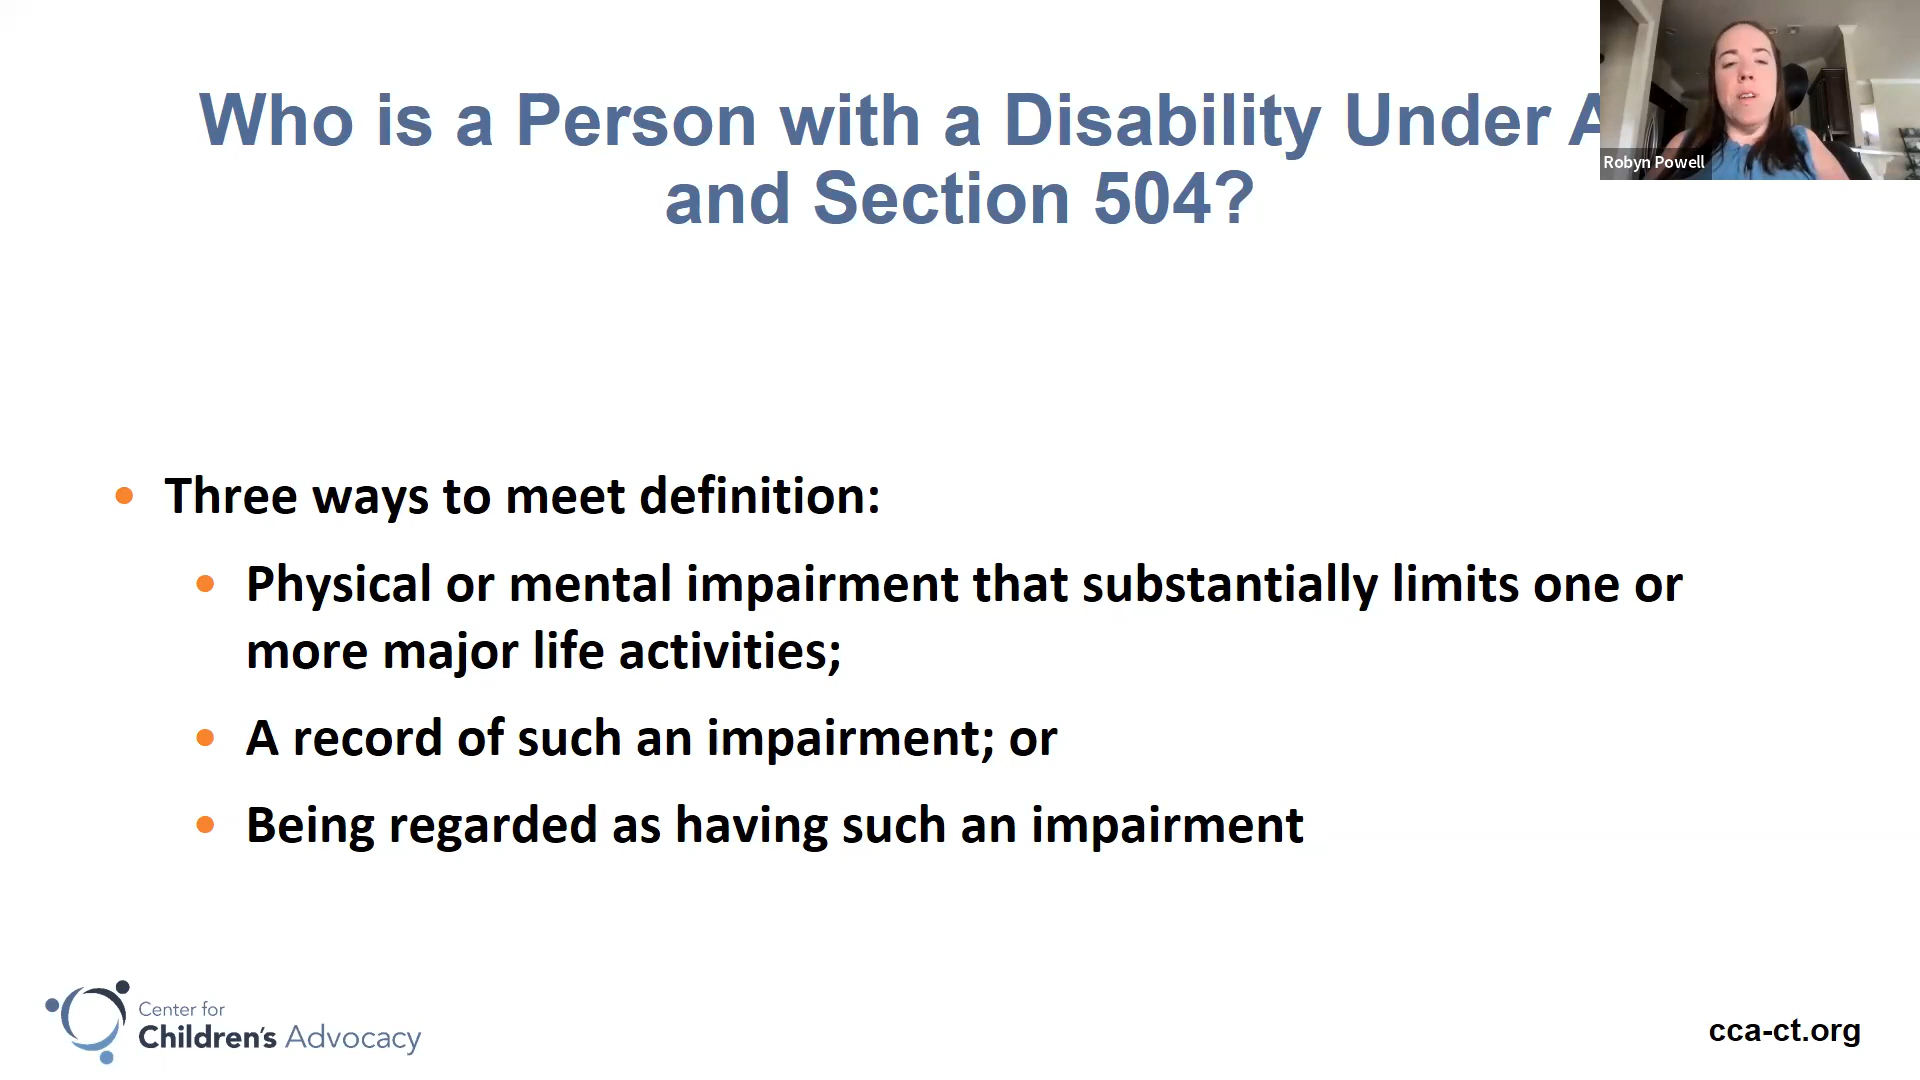 Who is a Person with a Disability Under
and Section 504?
Robyn Powell
• Three ways to meet definition:
• Physical or mental impairment that substantially limits one or
more major life activities;
• A record of such an impairment; or
• Being regarded as having such an impairment
Center for
Children's Advocacy
cca-ct.org